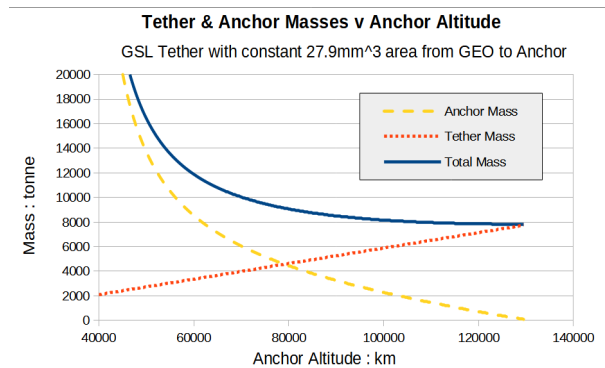 Tether & Anchor Masses v Anchor Altitude
GSL Tether with constant 27.9mm^3 area from GEO to Anchor
20000
18000
16000
14000
12000
10000
8000
6000
4000
2000
0
Mass : tonne
Anchor Mass
Tether Mass
Total Mass
40000 60000 80000 100000 120000 140000
Anchor Altitude : km